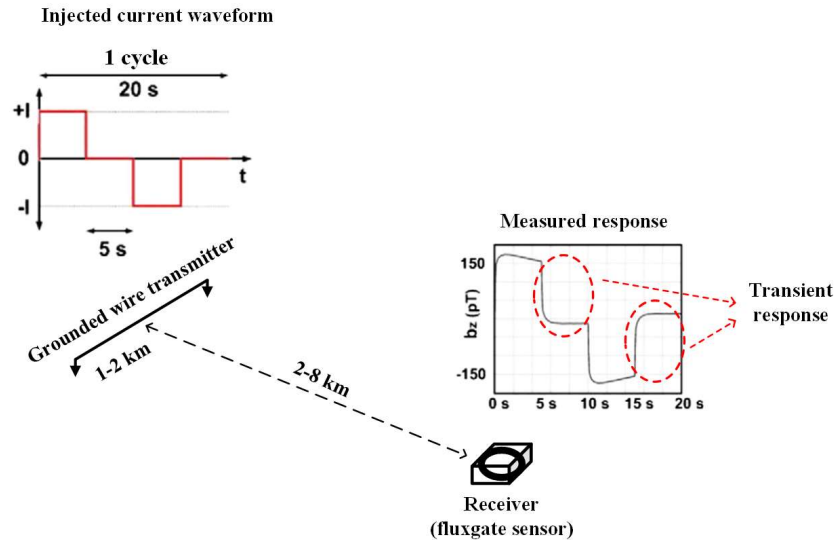 Injected current waveform
1 cycle
20 s
+I
0
-I
t
5 s
Grounded wire transmitter
1-2 km
2-8 km
Measured response
150
bz (pT)
-150
0 s 5 s 10 s 15 s 20 s
Transient
response
Receiver
(fluxgate sensor)